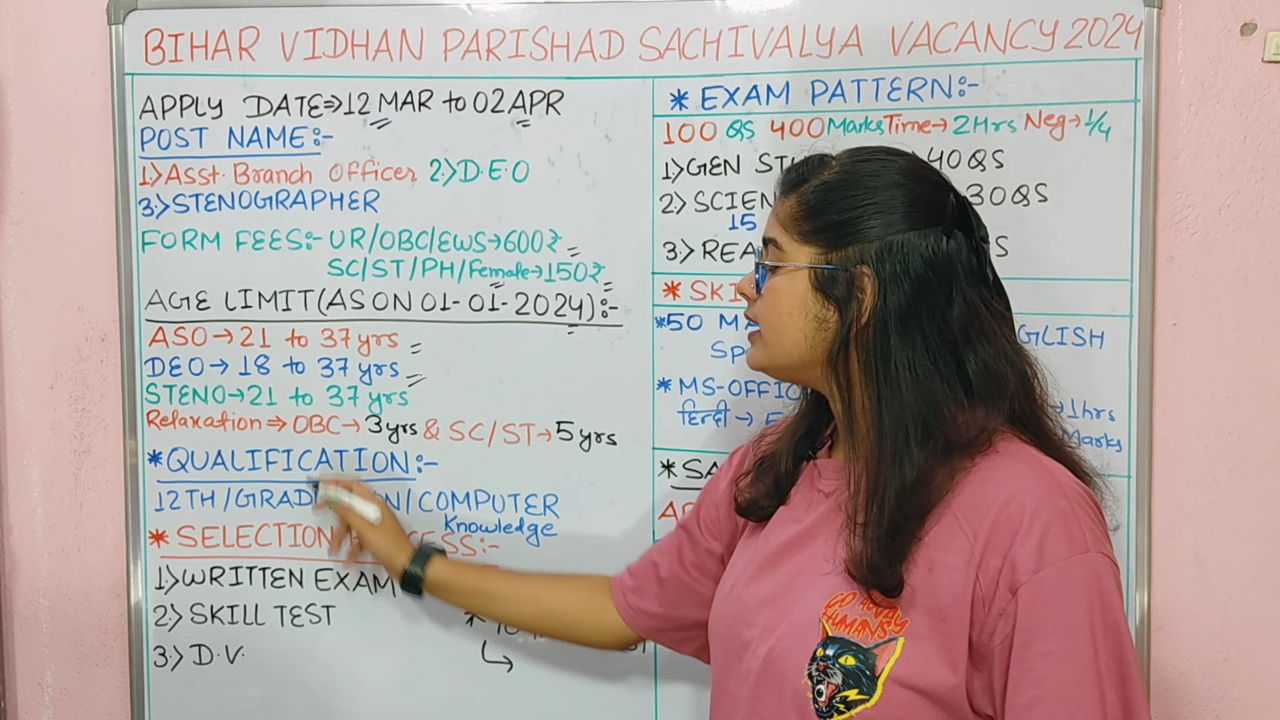 BIHAR VIDHAN PARISHAD SACHIVALYA VACANCY 2024
APPLY DATE⇒12 MAR to 02 APR
POST NAME:-
1.>Asst. Branch Officer 2.>D.E.O
3.>STENOGRAPHER
FORM FEES:- UR/OBC/EWS→600₹
SC/ST/PH/Female→150₹
AGE LIMIT(AS ON 01-01-2024):-
ASO→21 to 37 yrs
DEO→18 to 37 yrs
STENO→21 to 37 yrs
Relaxation⇒OBC→3yrs & SC/ST→5yrs
*QUALIFICATION:-
12TH/GRAD N/COMPUTER
Knowledge
*SELECTION ESS:-
1.>WRITTEN EXAM
2.>SKILL TEST
3.>D.V.
* EXAM PATTERN:-
100 QS 400 Marks Time→2Hrs Neg→1/4
1.>GEN ST 40QS
2.>SCIEN 30QS
15
3.>REA S
*SKI
*50 MA GLISH
SP
*MS-OFFIC →1hrs
हिन्दी→ Marks
*SA
GO AWAY
HUMANS